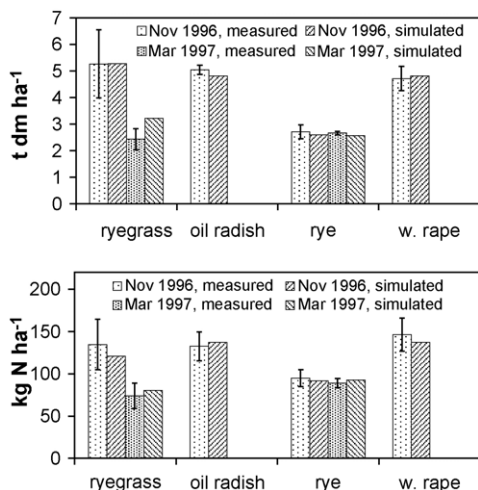 7
6
5
4
3
2
1
0
t dm ha-1
Nov 1996, measured Nov 1996, simulated
Mar 1997, measured Mar 1997, simulated
ryegrass oil radish rye w. rape
200
150
100
50
0
kg N ha-1
Nov 1996, measured Nov 1996, simulated
Mar 1997, measured Mar 1997, simulated
ryegrass oil radish rye w. rape